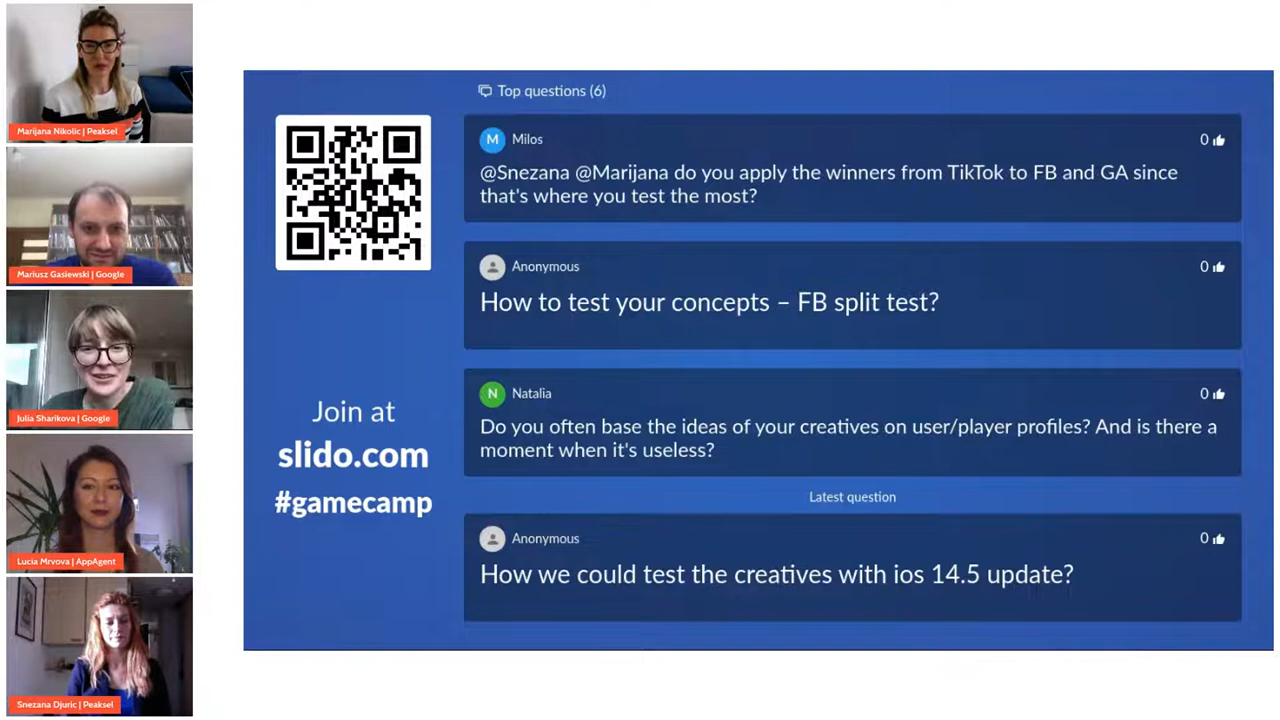 Marijana Nikolic | Peaksel
Mariusz Gasiewski | Google
Julia Sharikova | Google
Lucia Mrvova | AppAgent
Snezana Djuric | Peaksel
Join at
slido.com
#gamecamp
Top questions (6)
M Milos 0
@Snezana @Marijana do you apply the winners from TikTok to FB and GA since
that's where you test the most?
Anonymous 0
How to test your concepts – FB split test?
N Natalia 0
Do you often base the ideas of your creatives on user/player profiles? And is there a
moment when it's useless?
Latest question
Anonymous 0
How we could test the creatives with ios 14.5 update?